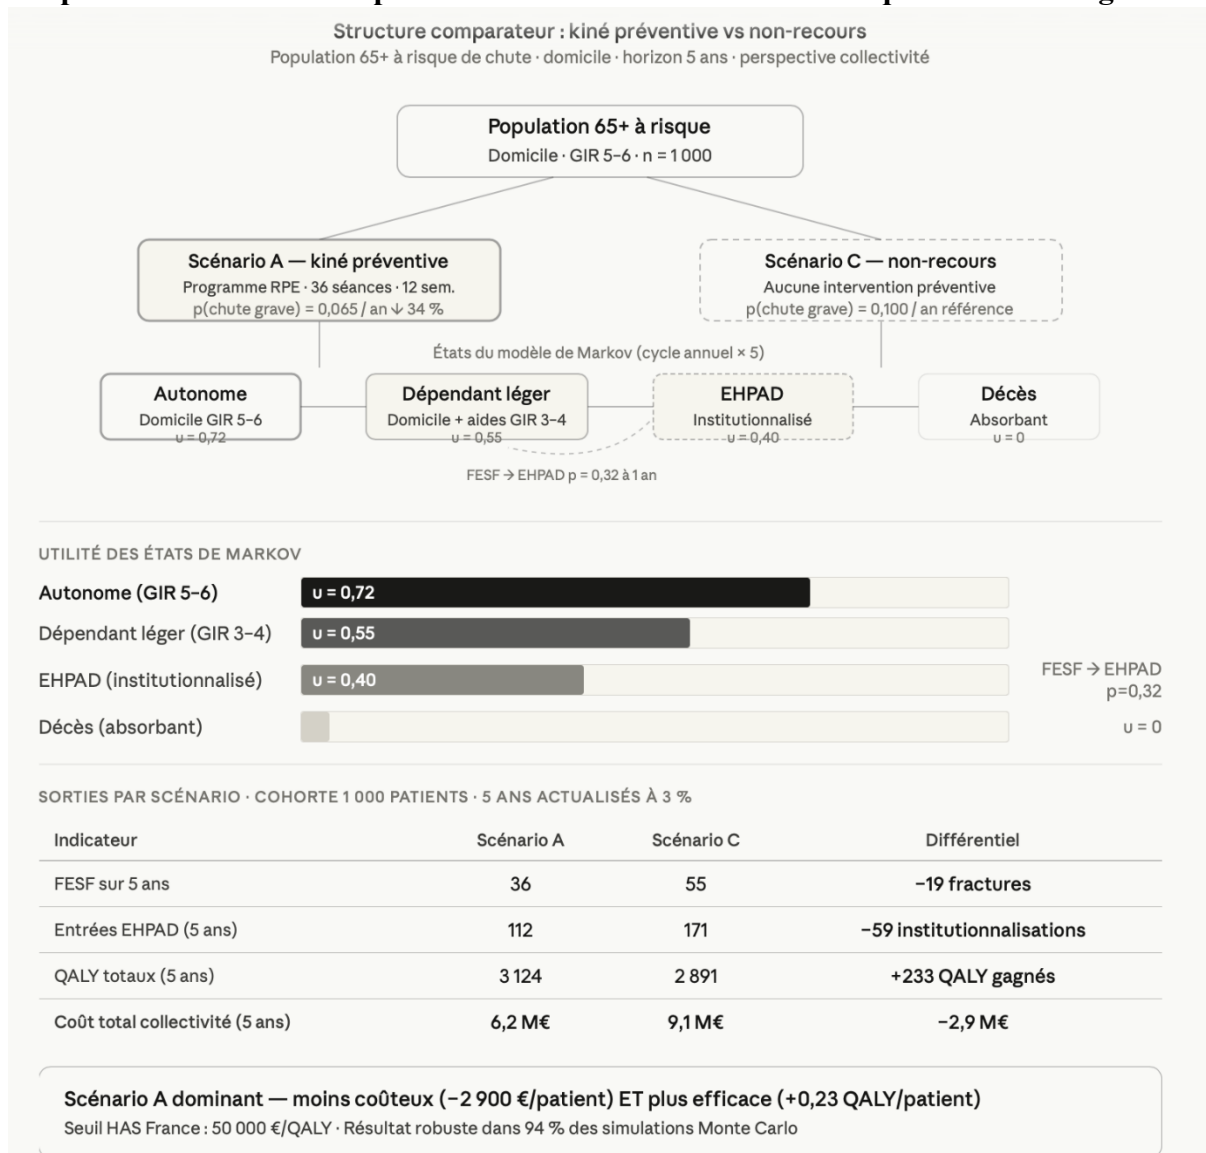 Structure comparateur : kiné préventive vs non-recours
Population 65+ à risque de chute · domicile · horizon 5 ans · perspective collectivité
Population 65+ à risque
Domicile · GIR 5–6 · n = 1 000
Scénario A — kiné préventive
Programme RPE · 36 séances · 12 sem.
p(chute grave) = 0,065 / an ↓ 34 %
Scénario C — non-recours
Aucune intervention préventive
p(chute grave) = 0,100 / an référence
États du modèle de Markov (cycle annuel × 5)
Autonome
Domicile GIR 5–6
u = 0,72
Dépendant léger
Domicile + aides GIR 3–4
u = 0,55
EHPAD
Institutionnalisé
u = 0,40
Décès
Absorbant
u = 0
FESF → EHPAD p = 0,32 à 1 an
UTILITÉ DES ÉTATS DE MARKOV
Autonome (GIR 5–6) u = 0,72
Dépendant léger (GIR 3–4) u = 0,55
EHPAD (institutionnalisé) u = 0,40 FESF → EHPAD
p=0,32
Décès (absorbant) u = 0
SORTIES PAR SCÉNARIO · COHORTE 1 000 PATIENTS · 5 ANS ACTUALISÉS À 3 %
Indicateur Scénario A Scénario C Différentiel
FESF sur 5 ans 36 55 −19 fractures
Entrées EHPAD (5 ans) 112 171 −59 institutionnalisations
QALY totaux (5 ans) 3 124 2 891 +233 QALY gagnés
Coût total collectivité (5 ans) 6,2 M€ 9,1 M€ −2,9 M€
Scénario A dominant — moins coûteux (−2 900 €/patient) ET plus efficace (+0,23 QALY/patient)
Seuil HAS France : 50 000 €/QALY · Résultat robuste dans 94 % des simulations Monte Carlo